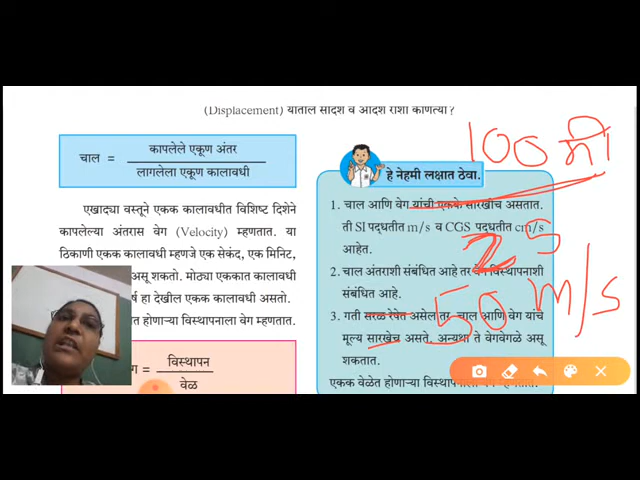 (Displacement) यातील सदिश व अदिश राशी कोणत्या?
चाल = कापलेले एकूण अंतर
लागलेला एकूण कालावधी
एखाद्या वस्तूने एकक कालावधीत विशिष्ट दिशेने
कापलेल्या अंतरास वेग (Velocity) म्हणतात. या
ठिकाणी एकक कालावधी म्हणजे एक सेकंद, एक मिनिट,
असू शकतो. मोठ्या एककात कालावधी
र्ष हा देखील एकक कालावधी असतो.
त होणाऱ्या विस्थापनाला वेग म्हणतात.
ग = विस्थापन
वेळ
हे नेहमी लक्षात ठेवा.
1. चाल आणि वेग यांची एकके सारखीच असतात.
ती SI पद्धतीत m/s व CGS पद्धतीत cm/s
आहेत.
2. चाल अंतराशी संबंधित आहे तर वेग विस्थापनाशी
संबंधित आहे.
3. गती सरळ रेषेत असेल तर चाल आणि वेग यांचे
मूल्य सारखेच असते. अन्यथा ते वेगवेगळे असू
शकतात.
एकक वेळेत होणाऱ्या विस्थापनाला वेग म्हणतात.
100 मी
25
50 m/s